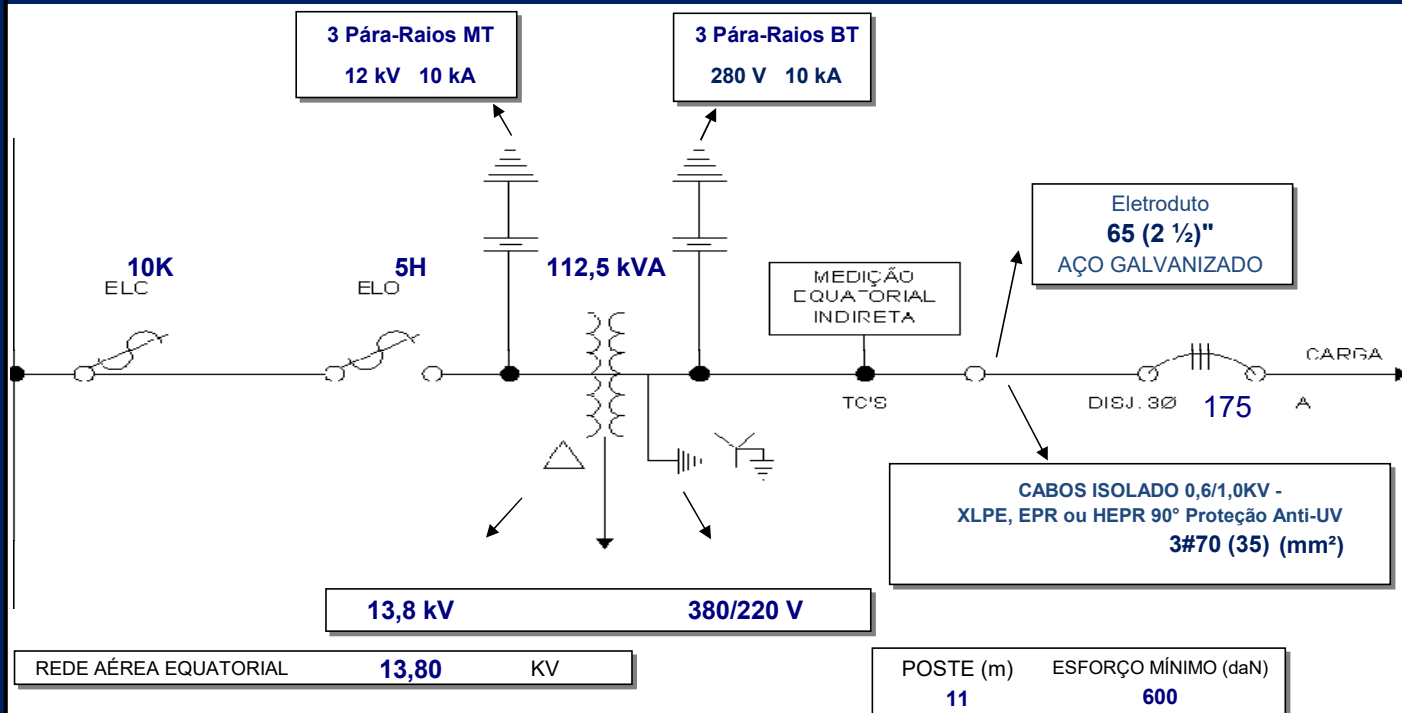 3 Pára-Raios MT
12 kV 10 kA
3 Pára-Raios BT
280 V 10 kA
Eletroduto
65 (2 ½)"
AÇO GALVANIZADO
10K
ELC
5H
ELO
112,5 kVA
MEDIÇÃO
EQUATORIAL
INDIRETA
TC'S
DISJ. 3Ø 175 A
CARGA
CABOS ISOLADO 0,6/1,0KV -
XLPE, EPR ou HEPR 90° Proteção Anti-UV
3#70 (35) (mm²)
13,8 kV 380/220 V
REDE AÉREA EQUATORIAL 13,80 KV
POSTE (m) ESFORÇO MÍNIMO (daN)
11 600